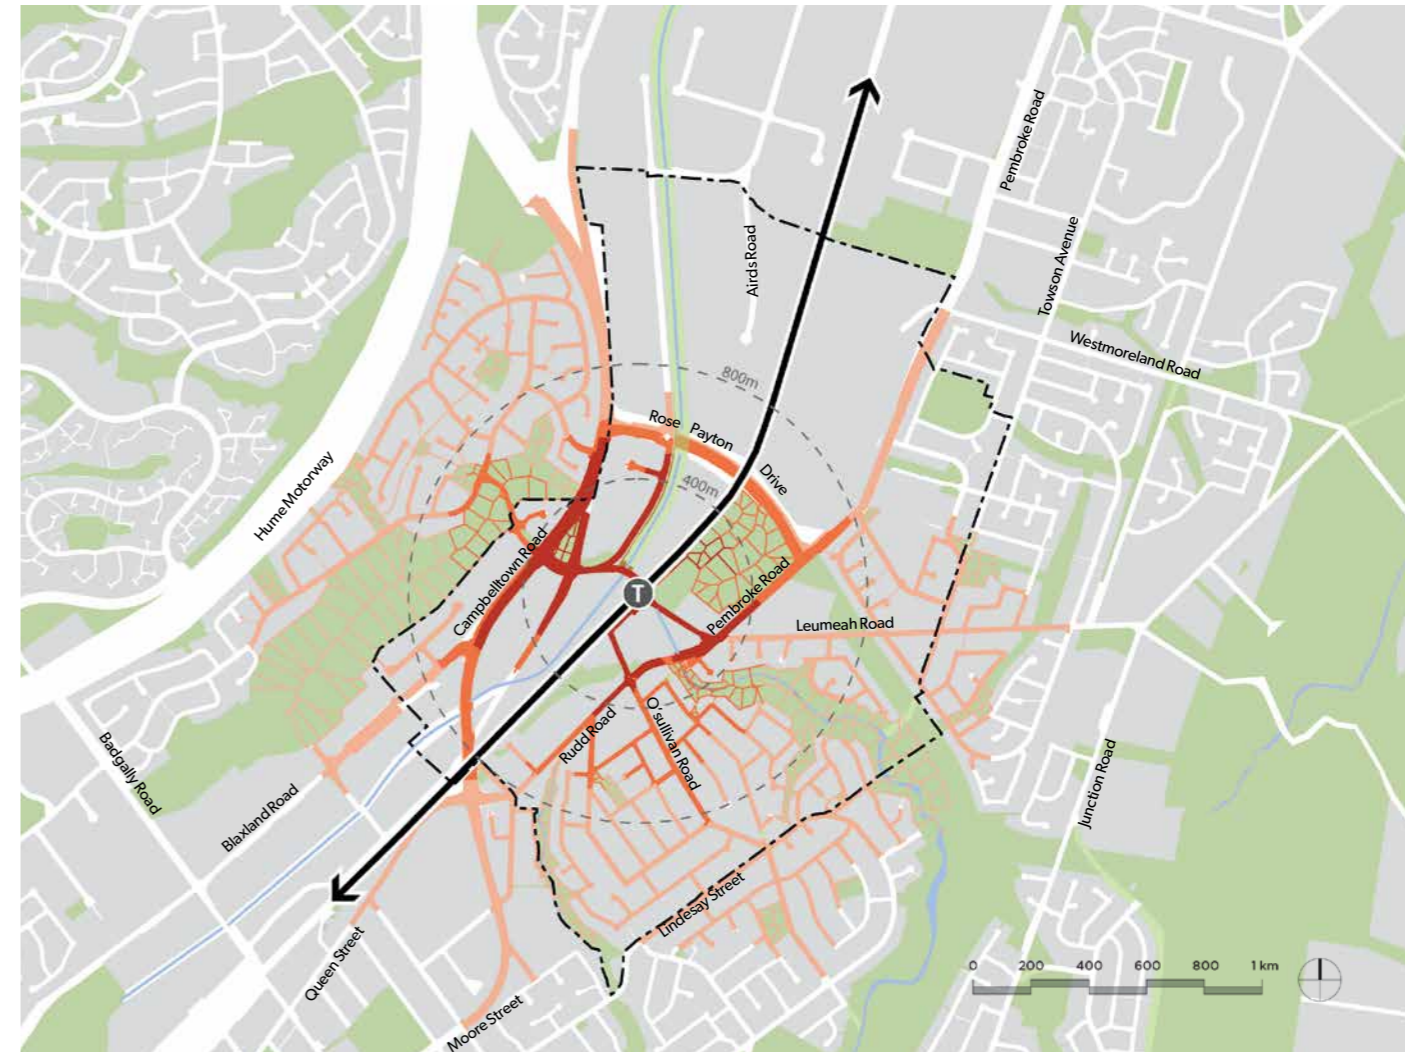 Pembroke Road
Towson Avenue
Airds Road
Westmoreland Road
800m
Rose Payton
Drive
400m
Hume Motorway
Campbelltown Road
T
Pembroke Road
Leumeah Road
O'sullivan Road
Rudd Road
Badgally Road
Blaxland Road
Junction Road
Lindesay Street
Queen Street
Moore Street
0 200 400 600 800 1 km